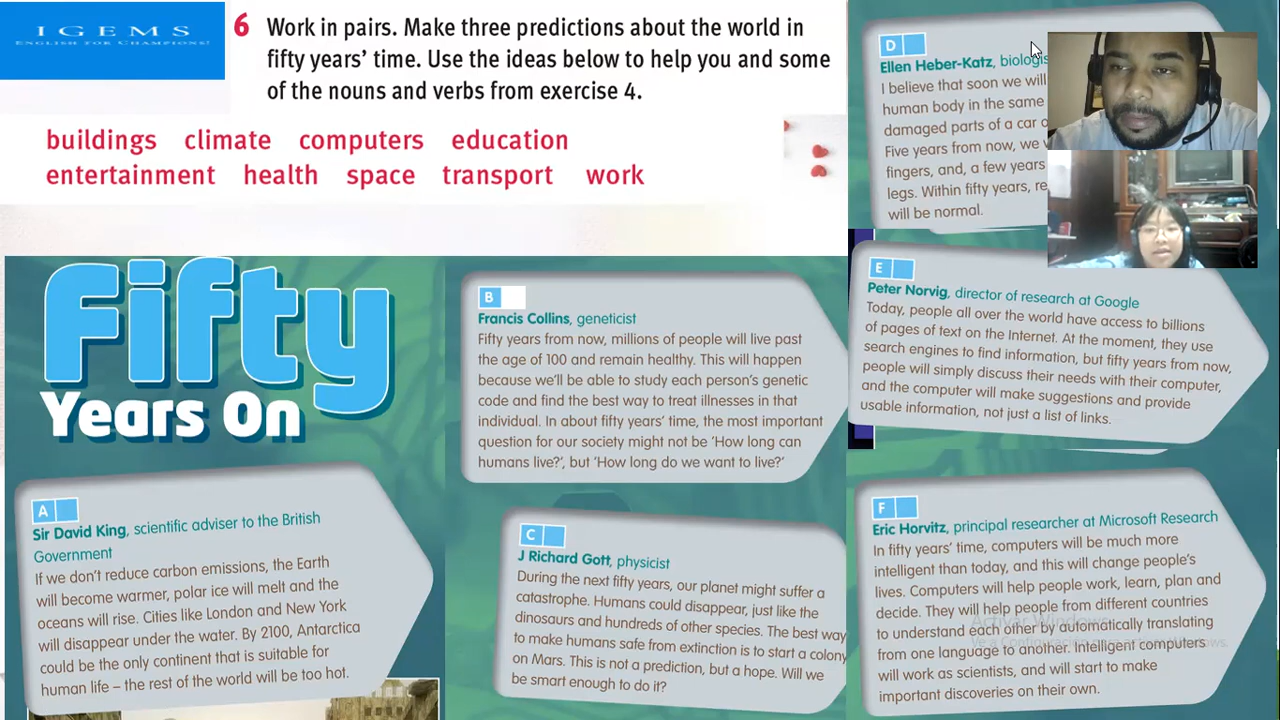 IGEMS
ENGLISH FOR CHAMPIONS!
6 Work in pairs. Make three predictions about the world in
fifty years' time. Use the ideas below to help you and some
of the nouns and verbs from exercise 4.
buildings climate computers education
entertainment health space transport work
Fifty
Years On
A
Sir David King, scientific adviser to the British
Government
If we don't reduce carbon emissions, the Earth
will become warmer, polar ice will melt and the
oceans will rise. Cities like London and New York
will disappear under the water. By 2100, Antarctica
could be the only continent that is suitable for
human life – the rest of the world will be too hot.
B
Francis Collins, geneticist
Fifty years from now, millions of people will live past
the age of 100 and remain healthy. This will happen
because we'll be able to study each person's genetic
code and find the best way to treat illnesses in that
individual. In about fifty years' time, the most important
question for our society might not be 'How long can
humans live?', but 'How long do we want to live?'
C
J Richard Gott, physicist
During the next fifty years, our planet might suffer a
catastrophe. Humans could disappear, just like the
dinosaurs and hundreds of other species. The best way
to make humans safe from extinction is to start a colony
on Mars. This is not a prediction, but a hope. Will we
be smart enough to do it?
D
Ellen Heber-Katz, biologis
I believe that soon we will
human body in the same
damaged parts of a car o
Five years from now, we
fingers, and, a few years
legs. Within fifty years, re
will be normal.
E
Peter Norvig, director of research at Google
Today, people all over the world have access to billions
of pages of text on the Internet. At the moment, they use
search engines to find information, but fifty years from now,
people will simply discuss their needs with their computer,
and the computer will make suggestions and provide
usable information, not just a list of links.
F
Eric Horvitz, principal researcher at Microsoft Research
In fifty years' time, computers will be much more
intelligent than today, and this will change people's
lives. Computers will help people work, learn, plan and
decide. They will help people from different countries
to understand each other by automatically translating
from one language to another. Intelligent computers
will work as scientists, and will start to make
important discoveries on their own.
Activar Windows
Ve a Configuración para activar Windows.